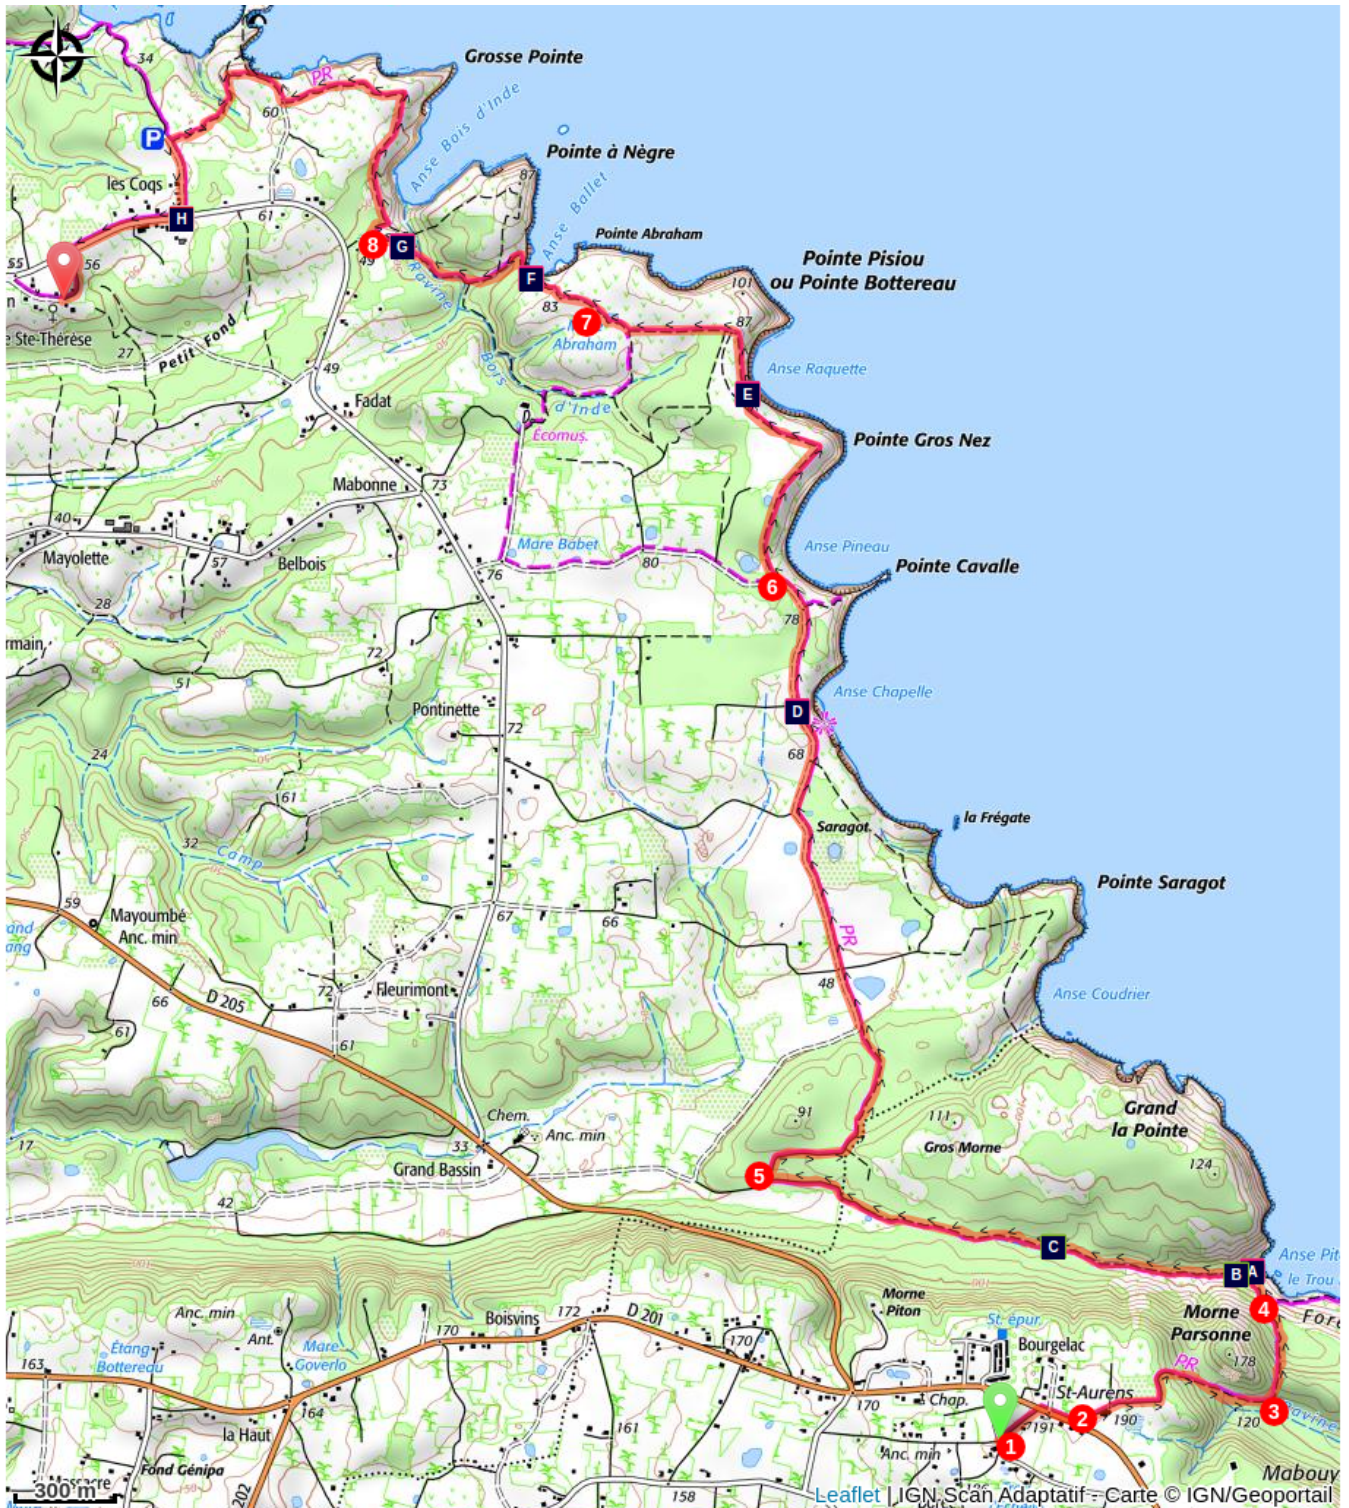 Grosse Pointe
34
PR
60
Anse Bois d'Inde
P
Pointe à Nègre
87
Anse Ballet
les Coqs
H
61
Pointe Abraham
8
G
49
Pointe Pisiou
ou Pointe Bottereau
55
56
F
101
Ravine
83
7
87
Abraham
Ste-Thérèse
27
Petit Fond
Bois
d'Inde
49
Anse Raquette
E
Fadat
Écomus.
Pointe Gros Nez
Mabonne
73
40
Mayolette
57
Belbois
Mare Babet
80
Anse Pineau
76
6
Pointe Cavalle
28
78
72
51
Anse Chapelle
Pontinette
D
72
68
24
61
la Frégate
Saragot
32
Camp
Pointe Saragot
59
Mayoumbé
Anc. min
67
66
PR
D 205
66
72
Fleurimont
48
Anse Coudrier
61
61
91
111
Grand
la Pointe
Chem.
17
Anc. min
33
Grand Bassin
Gros Morne
124
5
42
C
Anse Pit
B
A
le Trou
4
Morne
Piton
Morne
Parsonne
St. épur.
Bourgelac
178
PR
Anc. min
Ant.
Boisvins
172
D 201
170
170
Étang
Bottereau
Mare
Goverlo
163
164
170
Chap.
St-Aurens
2
190
191
120
3
la Haut
161
Anc. min
1
Fond Génipa
202
158
Mabouy
300 m
Leaflet | IGN Scan Adaptatif - Carte © IGN/Geoportail